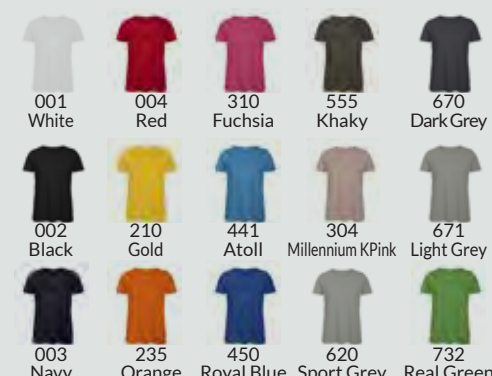 001 004 310 555 670
White Red Fuchsia Khaky Dark Grey
002 210 441 304 671
Black Gold Atoll Millennium KPink Light Grey
003 235 450 620 732
Navy Orange Royal Blue Sport Grey Real Green